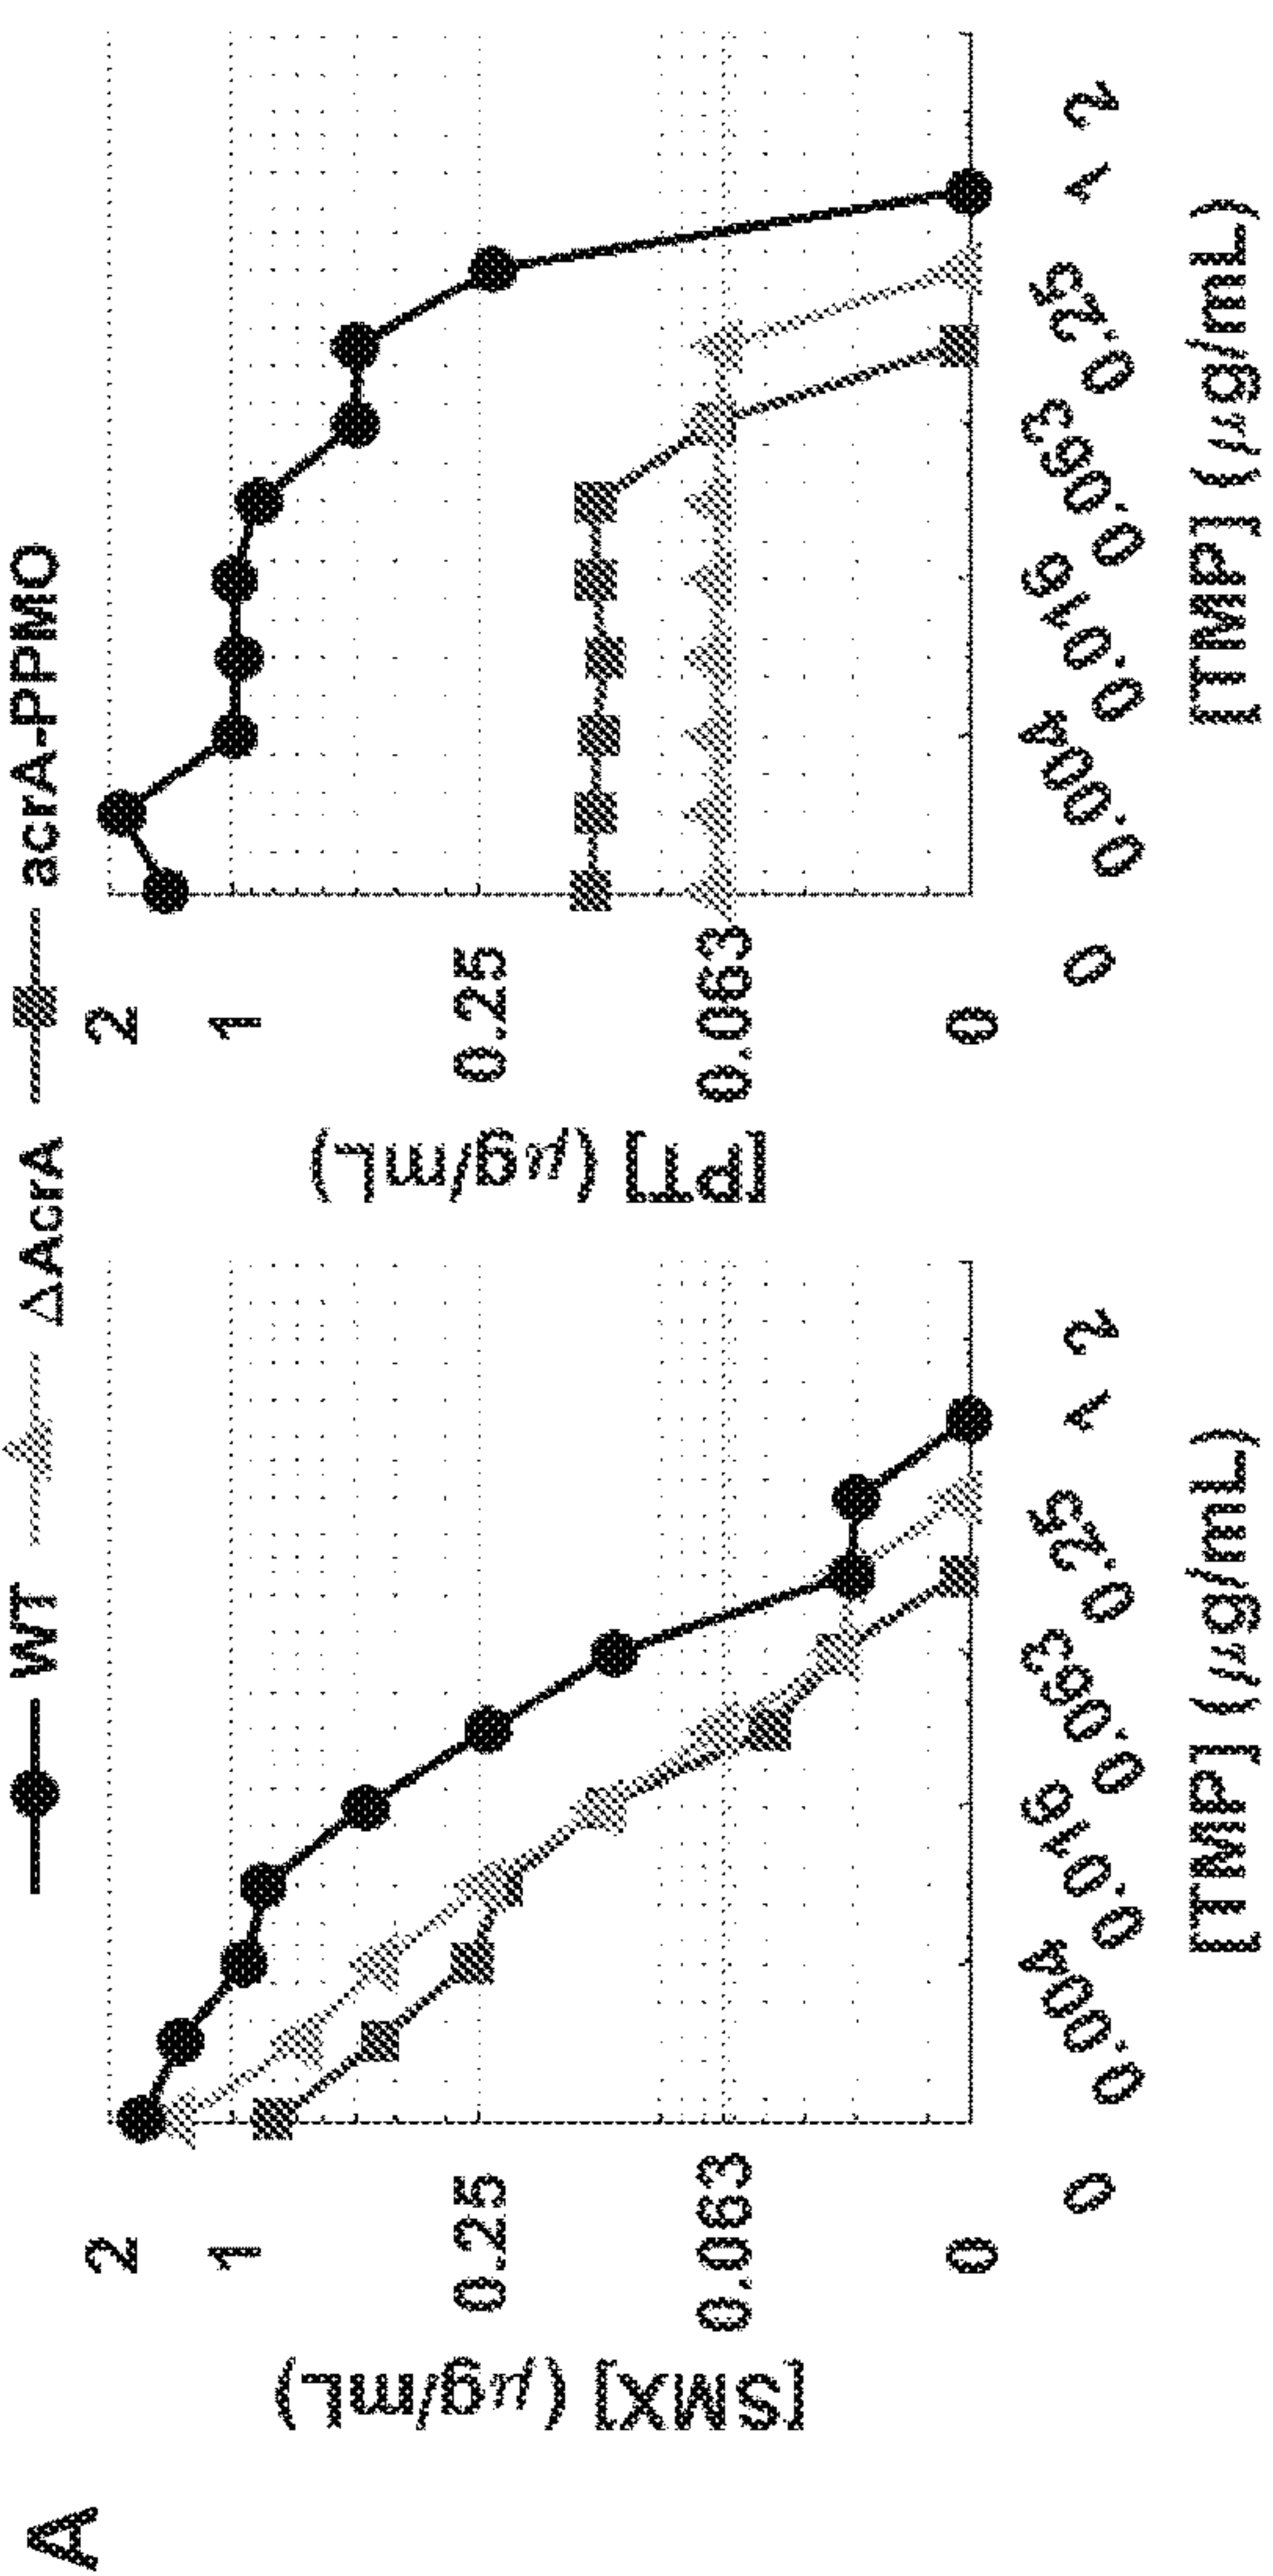 A
WT ΔAcrA acrA-PPMO
[SMX] (µg/mL)
2
1
0.25
0.063
0
0 0.004 0.016 0.063 0.25 1 2
[TMP] (µg/mL)
[PT] (µg/mL)
2
1
0.25
0.063
0
0 0.004 0.016 0.063 0.25 1 2
[TMP] (µg/mL)